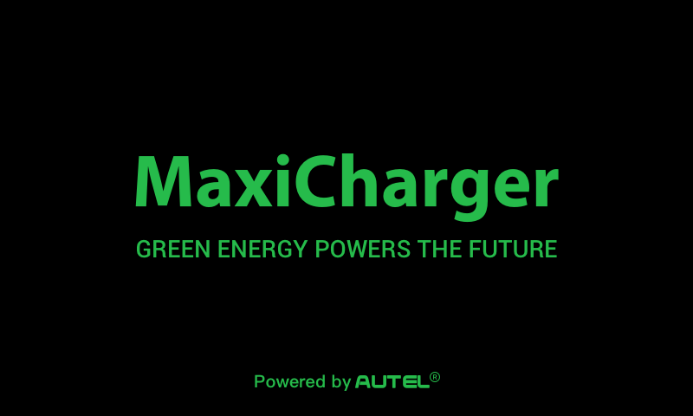 MaxiCharger
GREEN ENERGY POWERS THE FUTURE
Powered by AUTEL®